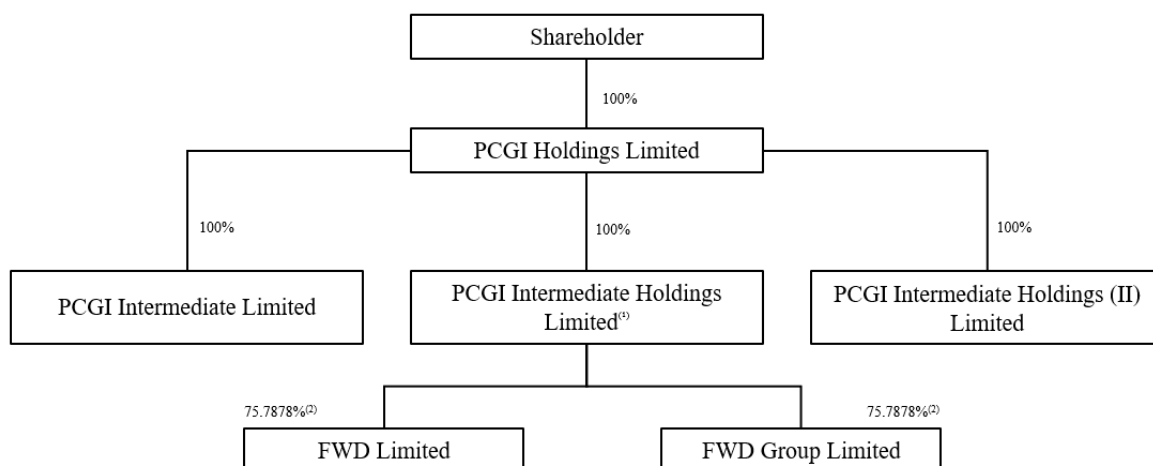 Shareholder
100%
PCGI Holdings Limited
100%
100%
100%
PCGI Intermediate Limited
PCGI Intermediate Holdings
Limited⁽¹⁾
PCGI Intermediate Holdings (II)
Limited
75.7878%⁽²⁾
75.7878%⁽²⁾
FWD Limited
FWD Group Limited